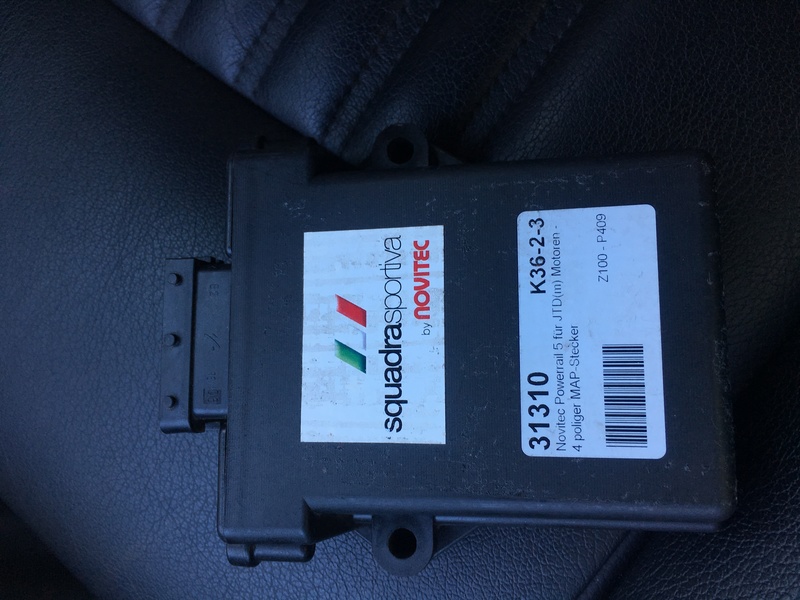 squadrasportiva
by NOVITEC
31310 K36-2-3
Novitec Powerrail 5 für JTD(m) Motoren -
4 poliger MAP-Stecker
Z100 - P409